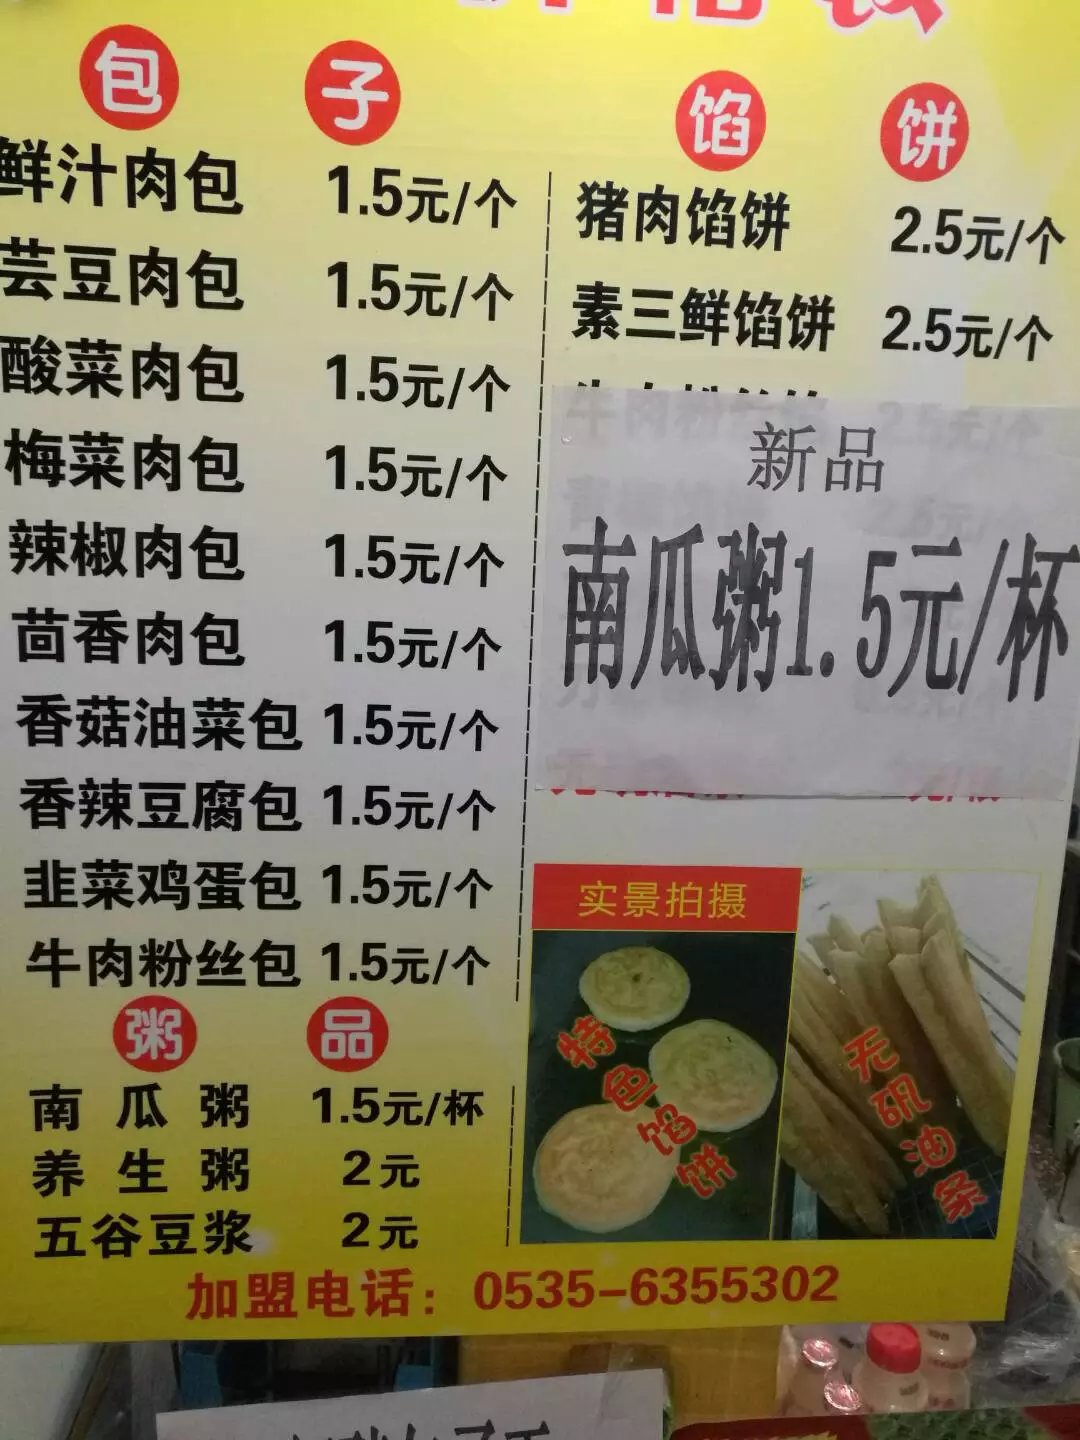 包子
鲜汁肉包 1.5元/个
芸豆肉包 1.5元/个
酸菜肉包 1.5元/个
梅菜肉包 1.5元/个
辣椒肉包 1.5元/个
茴香肉包 1.5元/个
香菇油菜包 1.5元/个
香辣豆腐包 1.5元/个
韭菜鸡蛋包 1.5元/个
牛肉粉丝包 1.5元/个
粥品
南瓜粥 1.5元/杯
养生粥 2元
五谷豆浆 2元
馅饼
猪肉馅饼 2.5元/个
素三鲜馅饼 2.5元/个
新品
南瓜粥1.5元/杯
实景拍摄
特色馅饼
无矾油条
加盟电话：0535-6355302